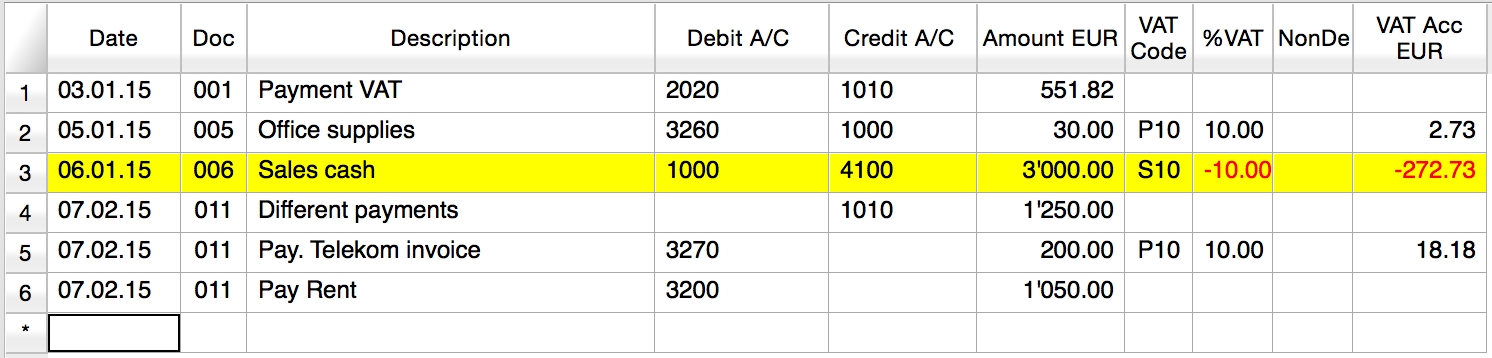 Date Doc Description Debit A/C Credit A/C Amount EUR VAT Code %VAT NonDe VAT Acc EUR
1 03.01.15 001 Payment VAT 2020 1010 551.82
2 05.01.15 005 Office supplies 3260 1000 30.00 P10 10.00 2.73
3 06.01.15 006 Sales cash 1000 4100 3'000.00 S10 -10.00 -272.73
4 07.02.15 011 Different payments 1010 1'250.00
5 07.02.15 011 Pay. Telekom invoice 3270 200.00 P10 10.00 18.18
6 07.02.15 011 Pay Rent 3200 1'050.00
*